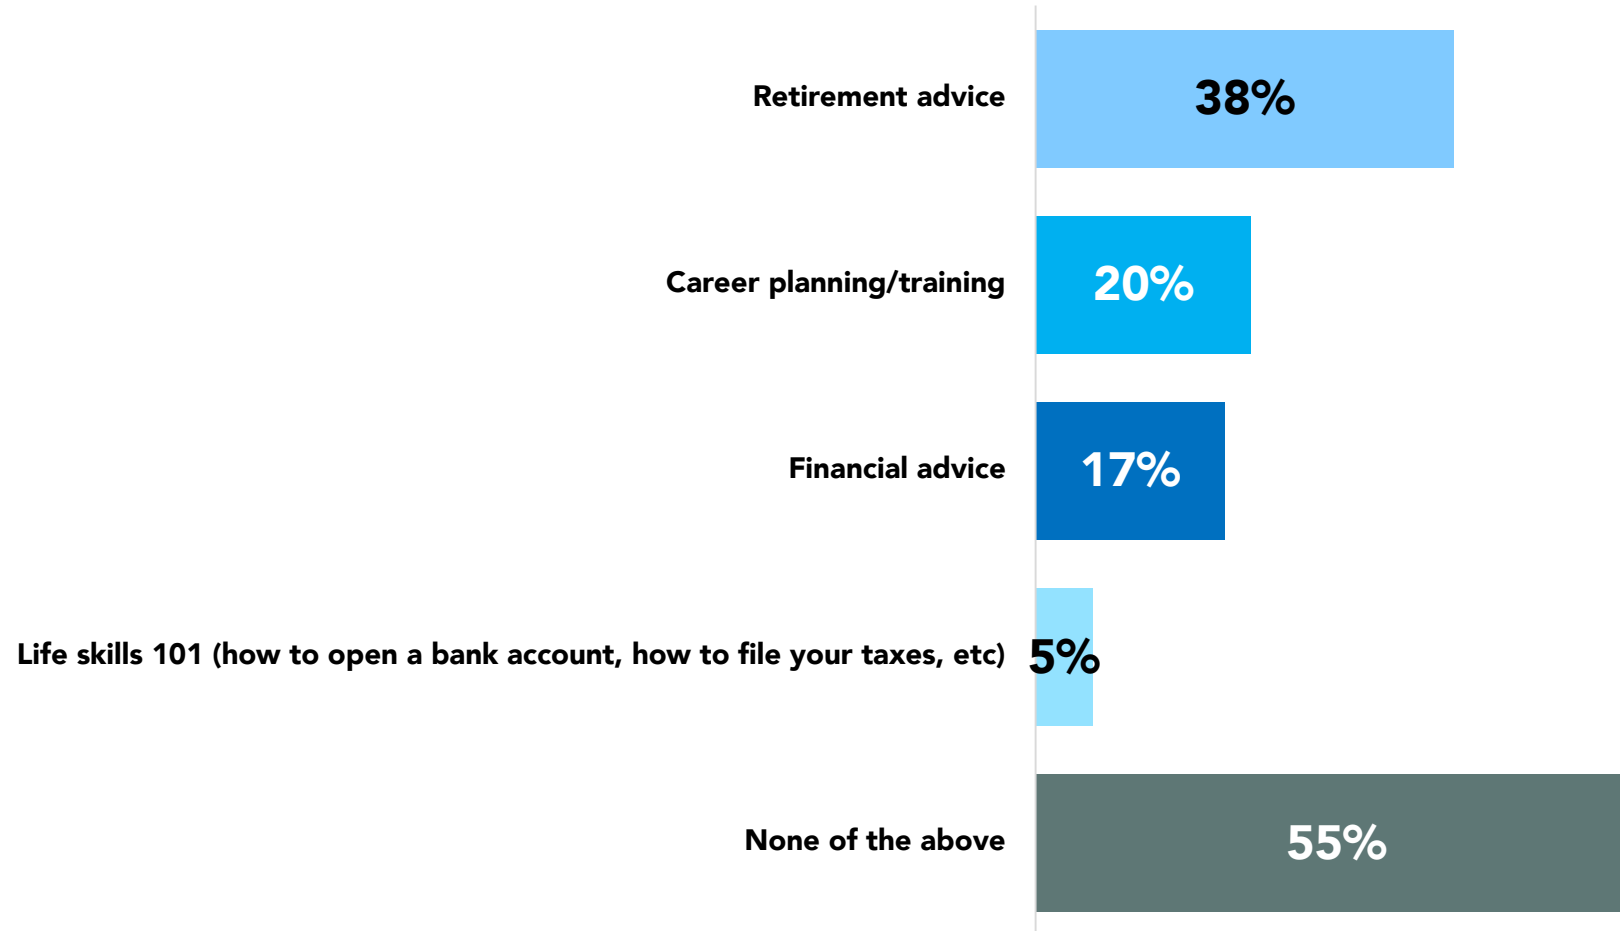 Retirement advice
38%
Career planning/training
20%
Financial advice
17%
Life skills 101 (how to open a bank account, how to file your taxes, etc)
5%
None of the above
55%